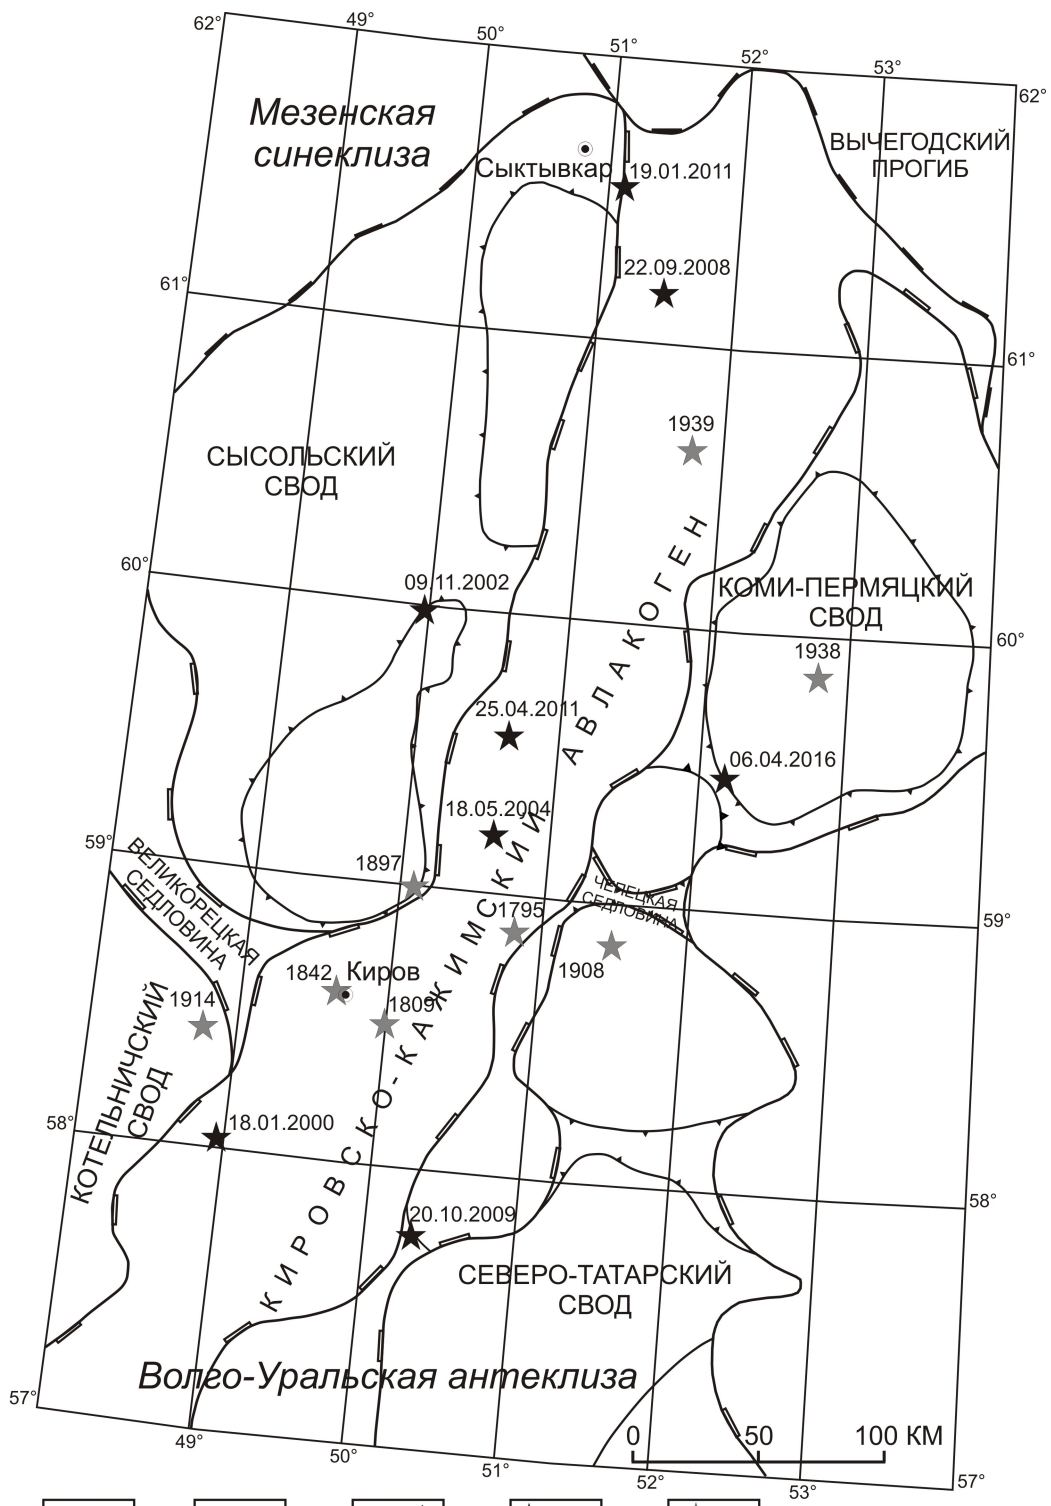 62°
49°
50°
51°
52°
53°
62°
Мезенская
синеклиза
ВЫЧЕГОДСКИЙ
ПРОГИБ
Сыктывкар
19.01.2011
22.09.2008
61°
61°
1939
СЫСОЛЬСКИЙ
СВОД
60°
09.11.2002
КОМИ-ПЕРМЯЦКИЙ
СВОД
60°
1938
25.04.2011
06.04.2016
18.05.2004
59°
ВЕЛИКОРЕЦКАЯ
СЕДЛОВИНА
1897
ЧЕПЕЦКАЯ
СЕДЛОВИНА
1795
59°
1908
1842
Киров
1914
1809
КИРОВСКО-КАЖИМСКИЙ АВЛАКОГЕН
КОТЕЛЬНИЧСКИЙ
СВОД
58°
18.01.2000
58°
20.10.2009
СЕВЕРО-ТАТАРСКИЙ
СВОД
Волго-Уральская антеклиза
57°
0 50 100 КМ
49°
50°
51°
52°
53°
57°